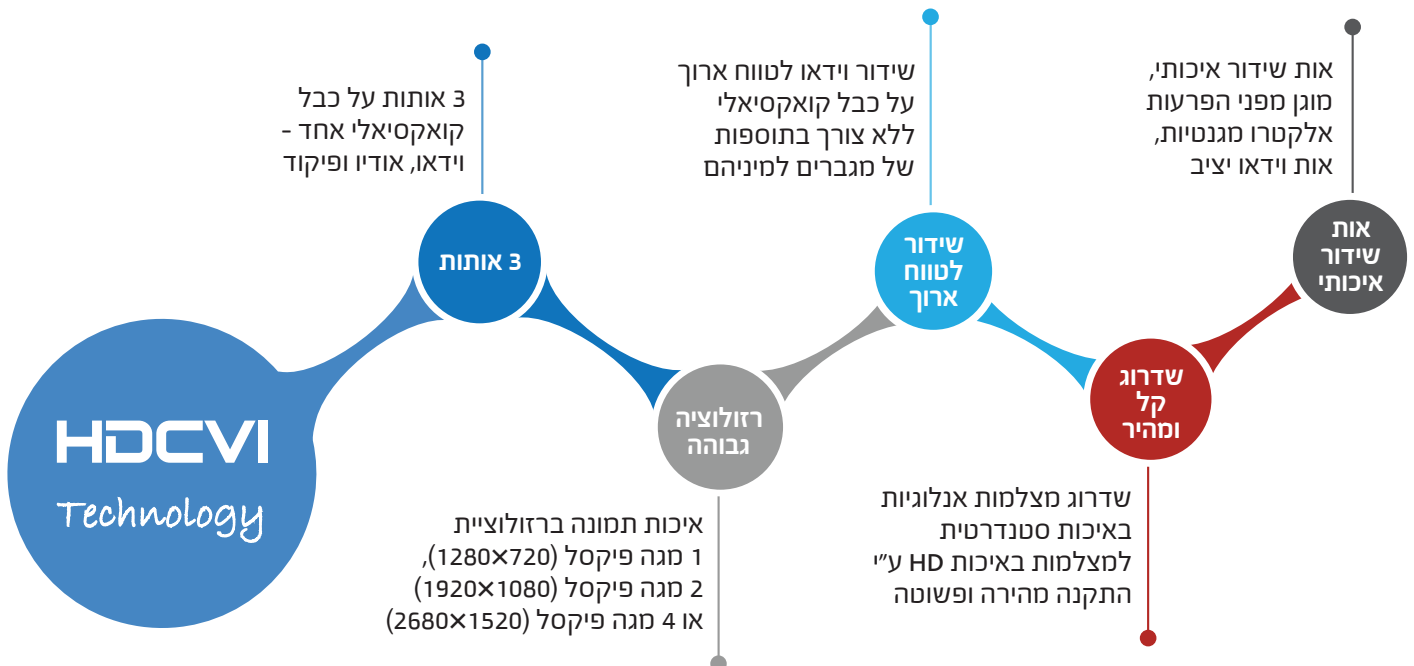 HDCVI
Technology
3 אותות על כבל
קואקסיאלי אחד -
וידאו, אודיו ופיקוד
3 אותות
רזולוציה
גבוהה
איכות תמונה ברזולוציית
1 מגה פיקסל (1280×720),
2 מגה פיקסל (1920×1080)
או 4 מגה פיקסל (2680×1520)
שידור וידאו לטווח ארוך
על כבל קואקסיאלי
ללא צורך בתוספות
של מגברים למיניהם
שידור
לטווח
ארוך
שדרוג
קל
ומהיר
שדרוג מצלמות אנלוגיות
באיכות סטנדרטית
למצלמות באיכות HD ע״י
התקנה מהירה ופשוטה
אות שידור איכותי,
מוגן מפני הפרעות
אלקטרו מגנטיות,
אות וידאו יציב
אות
שידור
איכותי